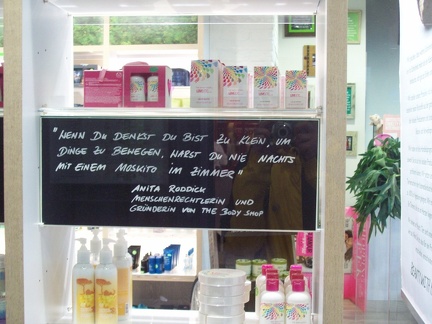 "WENN DU DENKST DU BIST ZU KLEIN, UM
DINGE ZU BEWEGEN, WARST DU NIE NACHTS
MIT EINEM MOSKITO IM ZIMMER"
ANITA RODDICK
MENSCHENRECHTLERIN UND
GRÜNDERIN VON THE BODY SHOP